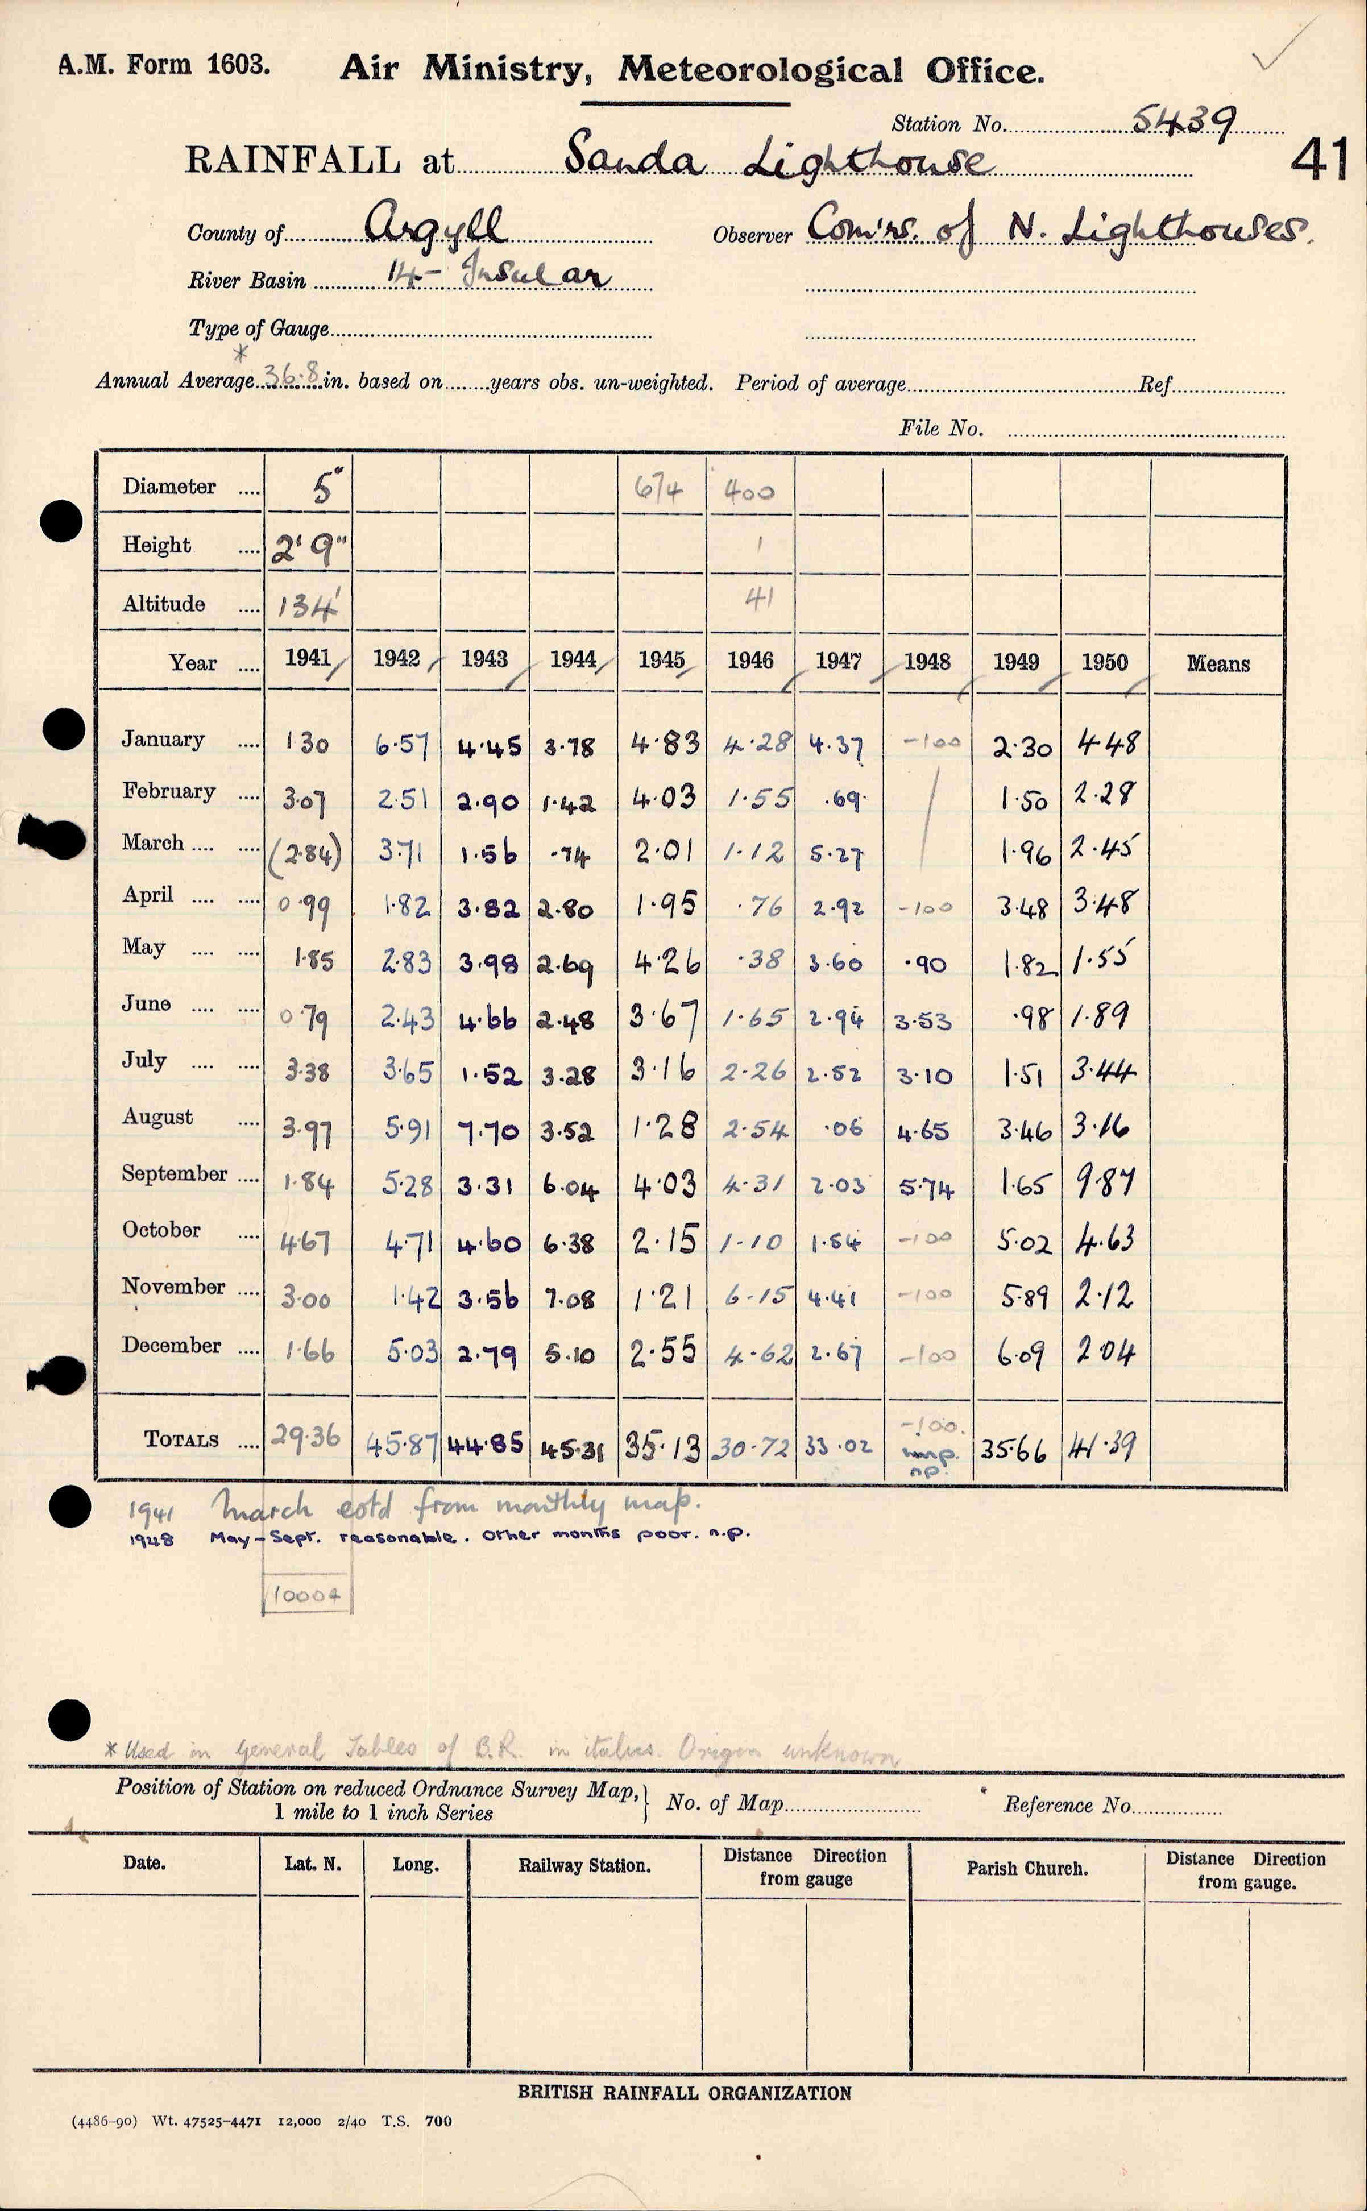 A.M. Form 1603. Air Ministry, Meteorological Office.
Station No. 5439
RAINFALL at Sanda Lighthouse 41
County of Argyll Observer Com'rs. of N. Lighthouses.
River Basin 14 - Insular
Type of Gauge
*
Annual Average 36.8 in. based on years obs. un-weighted. Period of average Ref.
File No.
Diameter 5" 674 400
Height 2' 9" 1
Altitude 134' 41
Year 1941 1942 1943 1944 1945 1946 1947 1948 1949 1950 Means
January 1.30 6.57 4.45 3.78 4.83 4.28 4.37 -100 2.30 4.48
February 3.07 2.51 2.90 1.42 4.03 1.55 .69 1.50 2.28
March (2.84) 3.71 1.56 .74 2.01 1.12 5.27 1.96 2.45
April 0.99 1.82 3.82 2.80 1.95 .76 2.92 -100 3.48 3.48
May 1.85 2.83 3.98 2.69 4.26 .38 3.60 .90 1.82 1.55
June 0.79 2.43 4.66 2.48 3.67 1.65 2.94 3.53 .98 1.89
July 3.38 3.65 1.52 3.28 3.16 2.26 2.52 3.10 1.51 3.44
August 3.97 5.91 7.70 3.52 1.28 2.54 .06 4.65 3.46 3.16
September 1.84 5.28 3.31 6.04 4.03 4.31 2.03 5.74 1.65 9.87
October 4.67 4.71 4.60 6.38 2.15 1.10 1.54 -100 5.02 4.63
November 3.00 1.42 3.56 7.08 1.21 6.15 4.41 -100 5.89 2.12
December 1.66 5.03 2.79 5.10 2.55 4.62 2.67 -100 6.09 2.04
TOTALS 29.36 45.87 44.85 45.31 35.13 30.72 33.02 -100. imp. n.p. 35.66 41.39
1941 March estd from monthly map.
1948 May-Sept. reasonable. Other months poor. n.p.
10004
* Used in General Tables of B.R. in italics. Origin unknown
Position of Station on reduced Ordnance Survey Map,} No. of Map Reference No.
1 mile to 1 inch Series
Date. Lat. N. Long. Railway Station. Distance from gauge Direction Parish Church. Distance Direction from gauge.
BRITISH RAINFALL ORGANIZATION
(4486-90) Wt. 47525-4471 12,000 2/40 T.S. 700